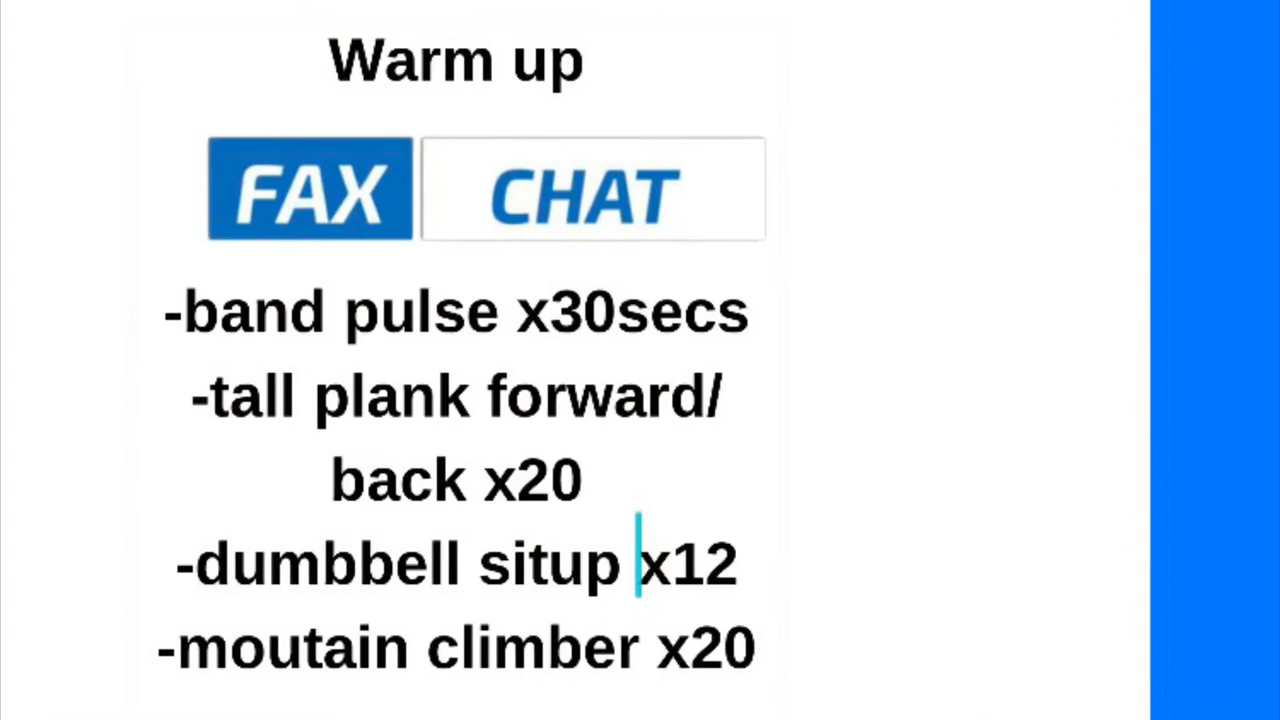 Warm up
FAX CHAT
-band pulse x30secs
-tall plank forward/
back x20
-dumbbell situp x12
-moutain climber x20